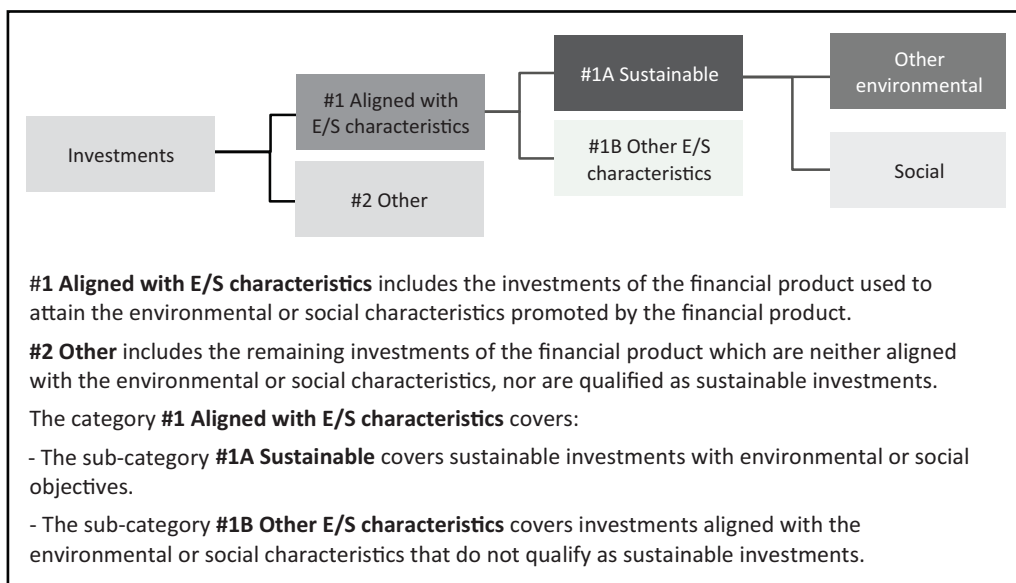 Investments
#1 Aligned with
E/S characteristics
#2 Other
#1A Sustainable
#1B Other E/S
characteristics
Other
environmental
Social
#1 Aligned with E/S characteristics includes the investments of the financial product used to
attain the environmental or social characteristics promoted by the financial product.
#2 Other includes the remaining investments of the financial product which are neither aligned
with the environmental or social characteristics, nor are qualified as sustainable investments.
The category #1 Aligned with E/S characteristics covers:
- The sub-category #1A Sustainable covers sustainable investments with environmental or social
objectives.
- The sub-category #1B Other E/S characteristics covers investments aligned with the
environmental or social characteristics that do not qualify as sustainable investments.